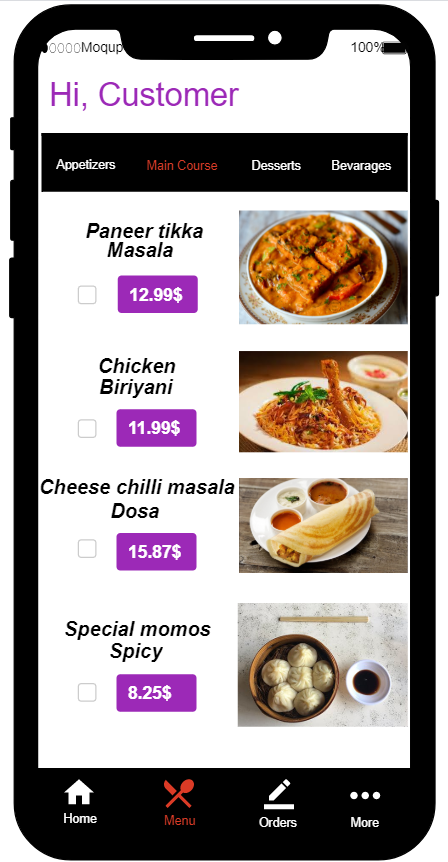 Moqup
100%
Hi, Customer
Appetizers Main Course Desserts Bevarages
Paneer tikka
Masala
12.99$
Chicken
Biriyani
11.99$
Cheese chilli masala
Dosa
15.87$
Special momos
Spicy
8.25$
Home Menu Orders More